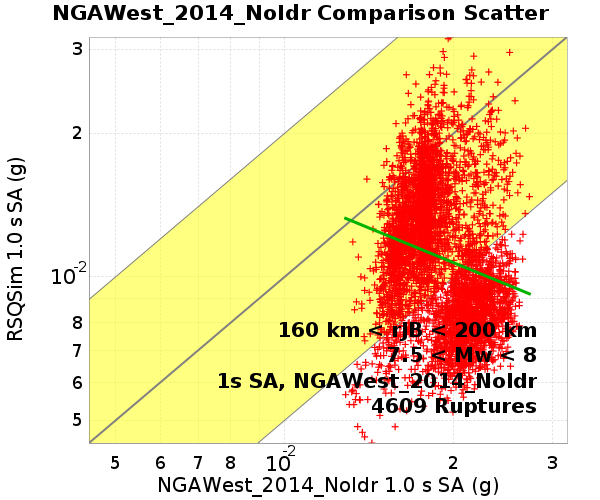 NGAWest_2014_NoIdr Comparison Scatter
RSQSim 1.0 s SA (g)
3
2
10-2
8
7
6
5
160 km < rJB < 200 km
7.5 < Mw < 8
1s SA, NGAWest_2014_NoIdr
4609 Ruptures
5 6 7 8 10-2 2 3
NGAWest_2014_NoIdr 1.0 s SA (g)